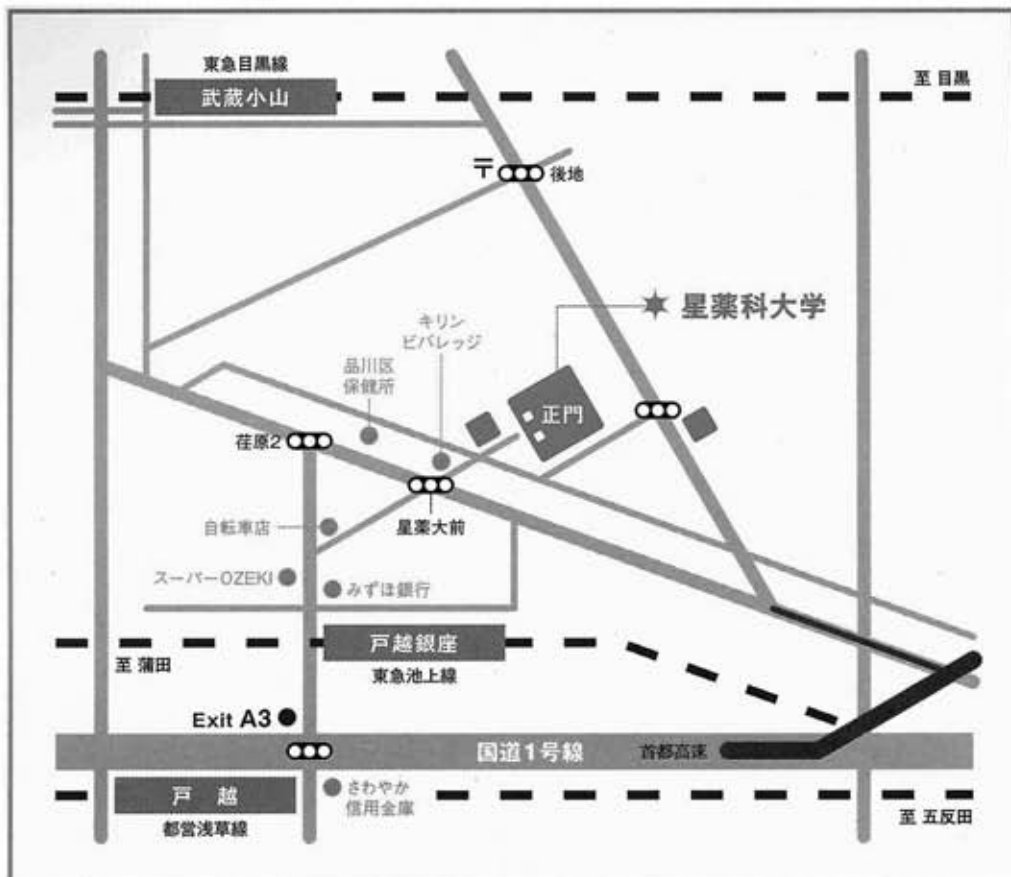 東急目黒線
武蔵小山
至 目黒
〒
後地
星薬科大学
キリン
ビバレッジ
品川区
保健所
正門
荏原2
星薬大前
自転車店
スーパーOZEKI
みずほ銀行
戸越銀座
至 蒲田
東急池上線
Exit A3
国道1号線
首都高速
戸 越
さわやか
信用金庫
都営浅草線
至 五反田